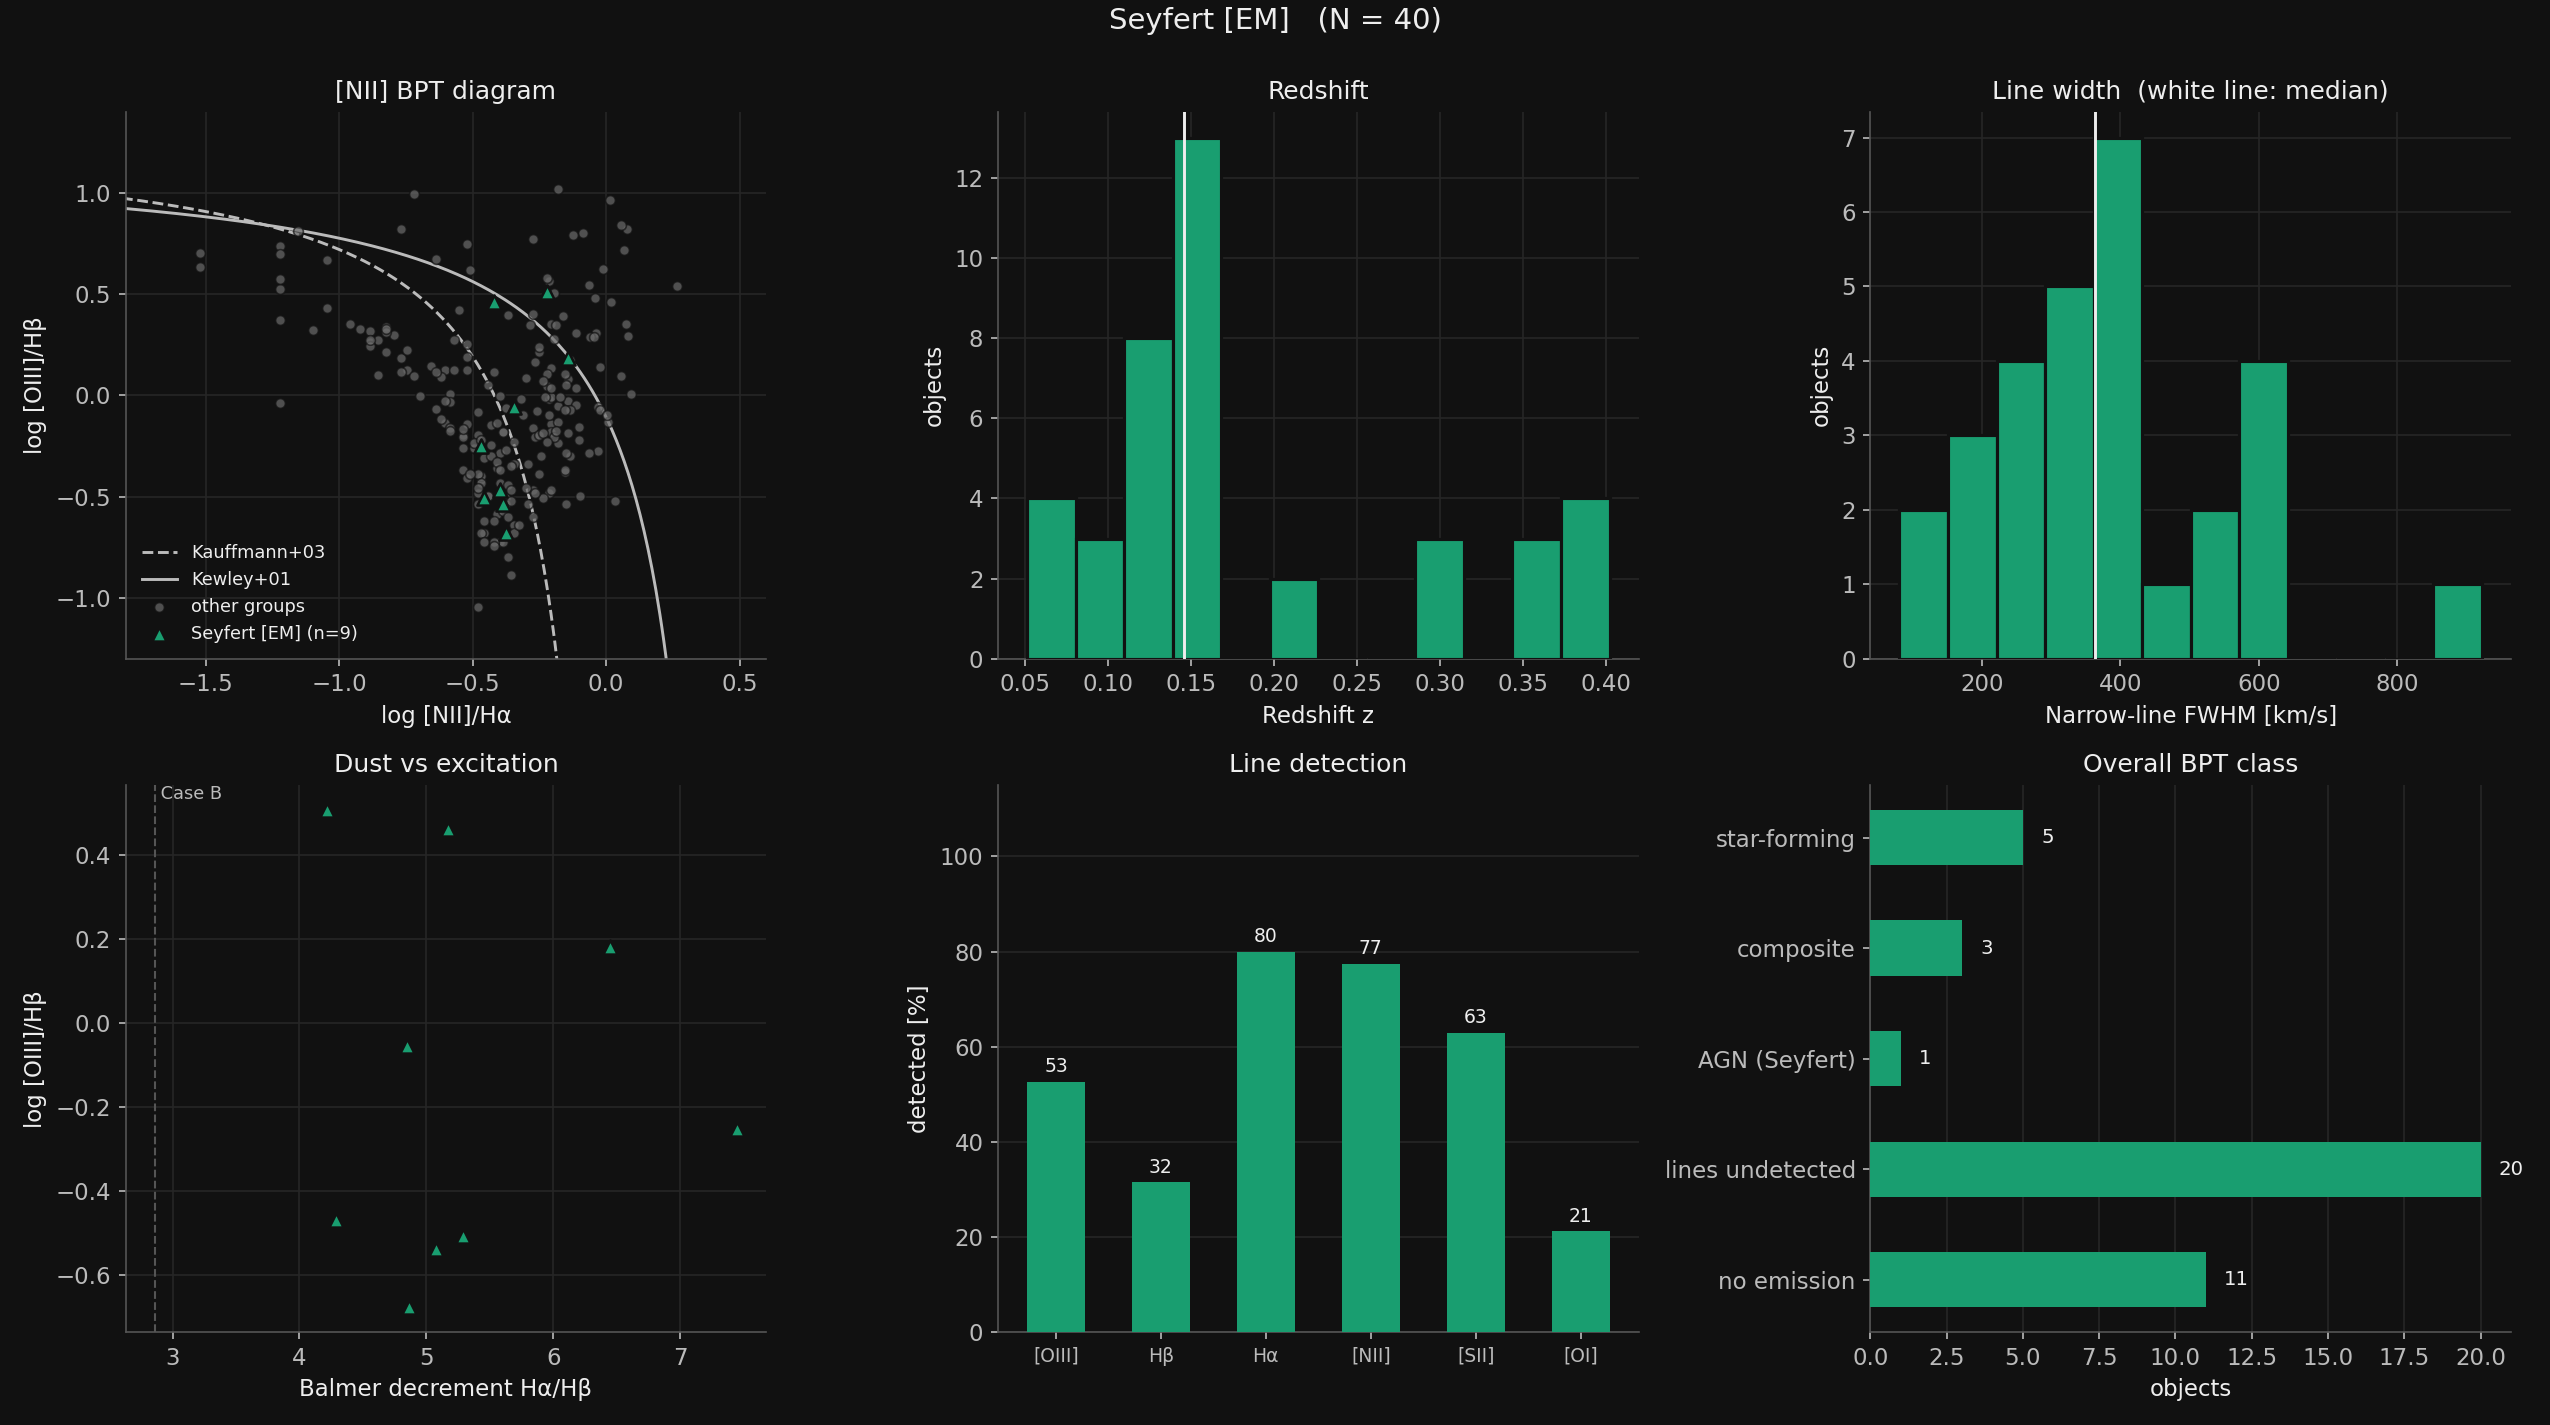 Seyfert [EM]   (N = 40)
[NII] BPT diagram
log [OIII]/Hβ
1.0
0.5
0.0
−0.5
−1.0
Kauffmann+03
Kewley+01
other groups
Seyfert [EM] (n=9)
−1.5 −1.0 −0.5 0.0 0.5
log [NII]/Hα
Redshift
objects
12
10
8
6
4
2
0
0.05 0.10 0.15 0.20 0.25 0.30 0.35 0.40
Redshift z
Line width  (white line: median)
objects
7
6
5
4
3
2
1
0
200 400 600 800
Narrow-line FWHM [km/s]
Dust vs excitation
Case B
log [OIII]/Hβ
0.4
0.2
0.0
−0.2
−0.4
−0.6
3 4 5 6 7
Balmer decrement Hα/Hβ
Line detection
detected [%]
100
80
60
40
20
0
53
32
80
77
63
21
[OIII] Hβ Hα [NII] [SII] [OI]
Overall BPT class
star-forming 5
composite 3
AGN (Seyfert) 1
lines undetected 20
no emission 11
0.0 2.5 5.0 7.5 10.0 12.5 15.0 17.5 20.0
objects